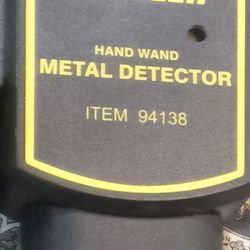 HAND WAND
METAL DETECTOR
ITEM 94138